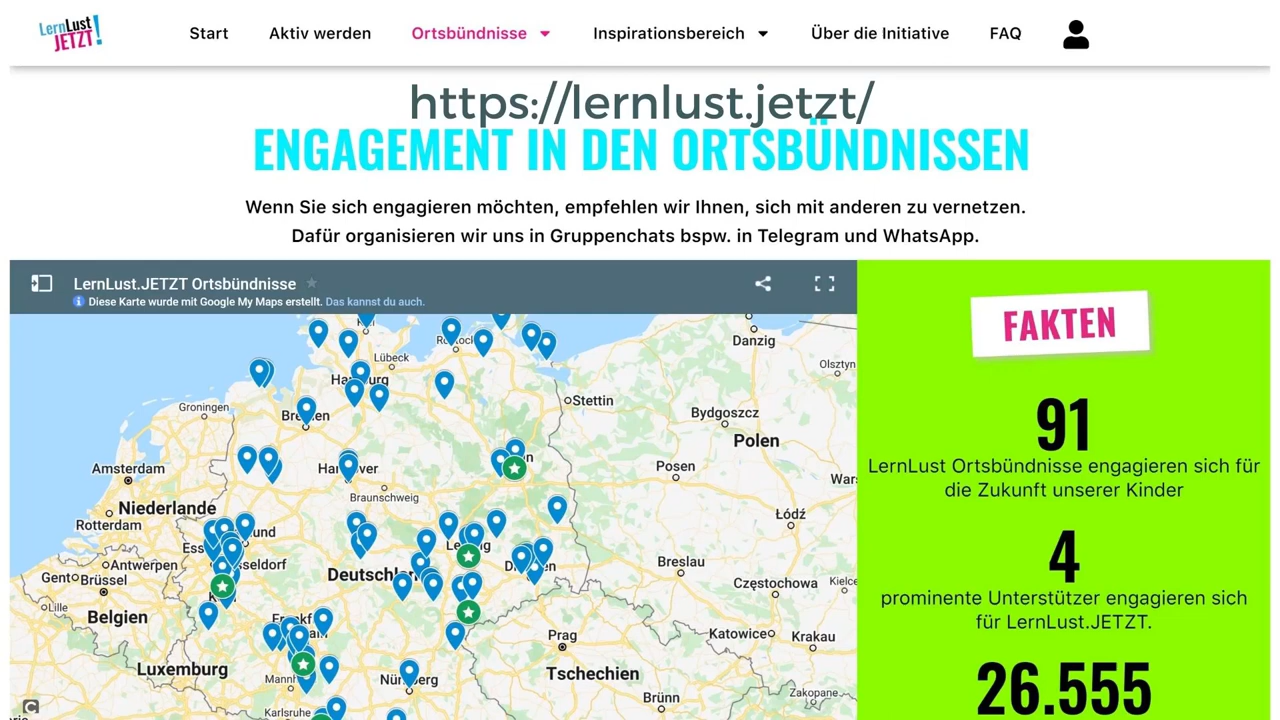 LernLust
JETZT!
Start
Aktiv werden
Ortsbündnisse
Inspirationsbereich
Über die Initiative
FAQ
https://lernlust.jetzt/
ENGAGEMENT IN DEN ORTSBÜNDNISSEN
Wenn Sie sich engagieren möchten, empfehlen wir Ihnen, sich mit anderen zu vernetzen.
Dafür organisieren wir uns in Gruppenchats bspw. in Telegram und WhatsApp.
LernLust.JETZT Ortsbündnisse
Diese Karte wurde mit Google My Maps erstellt. Das kannst du auch.
Danzig
Lübeck
Olsztyn
Stettin
Groningen
Bydgoszcz
Polen
Amsterdam
Posen
Braunschweig
Niederlande
Łódź
Rotterdam
Antwerpen
Breslau
Gent
Brüssel
Deutschl
Częstochowa
Kielce
Lille
Belgien
Prag
Katowice
Krakau
Luxemburg
Tschechien
Nürnberg
Brünn
Zakopane
Karlsruhe
FAKTEN
91
LernLust Ortsbündnisse engagieren sich für
die Zukunft unserer Kinder
4
prominente Unterstützer engagieren sich
für LernLust.JETZT.
26.555